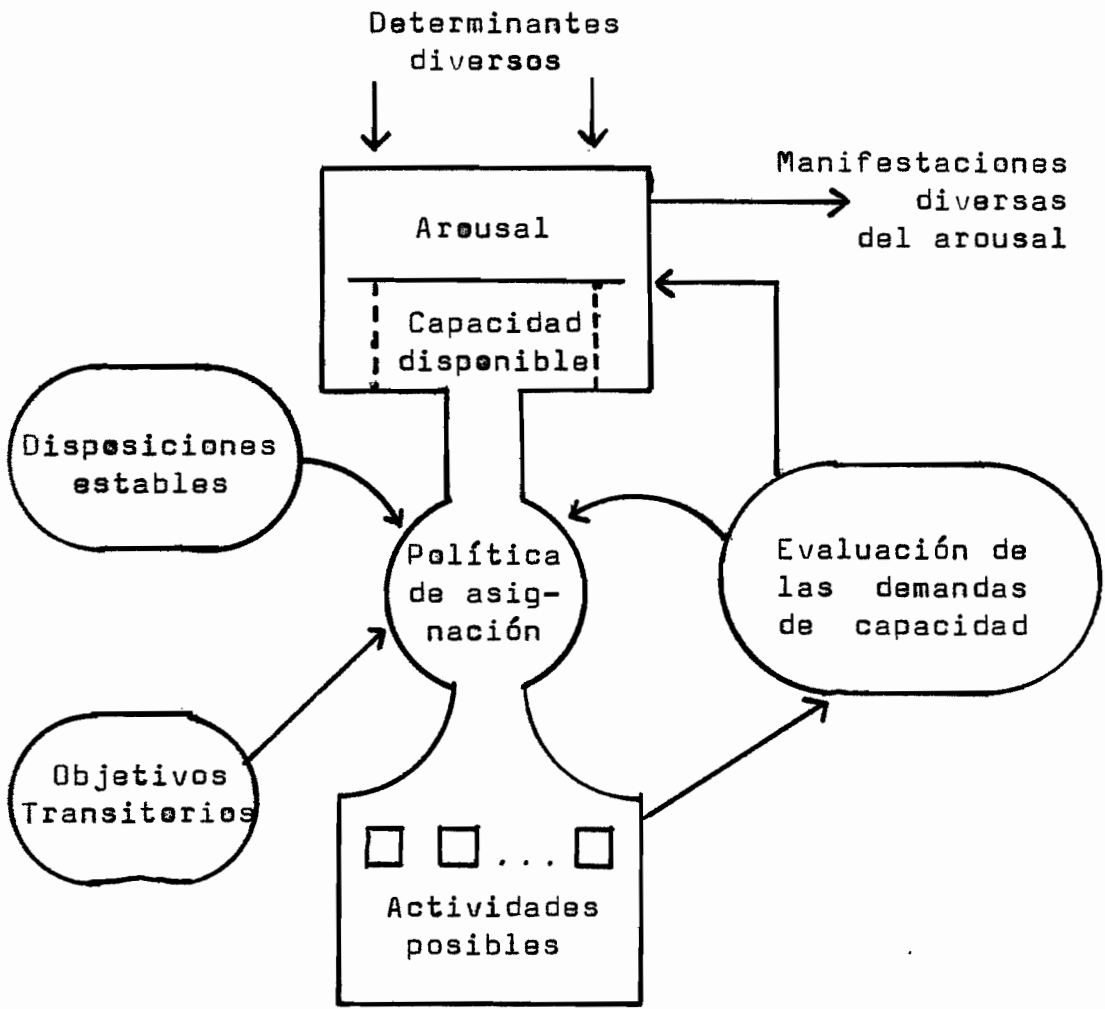 Determinantes
diversos
Manifestaciones
diversas
del arousal
Arousal
Capacidad
disponible
Disposiciones
estables
Política
de asig-
nación
Evaluación de
las demandas
de capacidad
Objetivos
Transitorios
...
Actividades
posibles